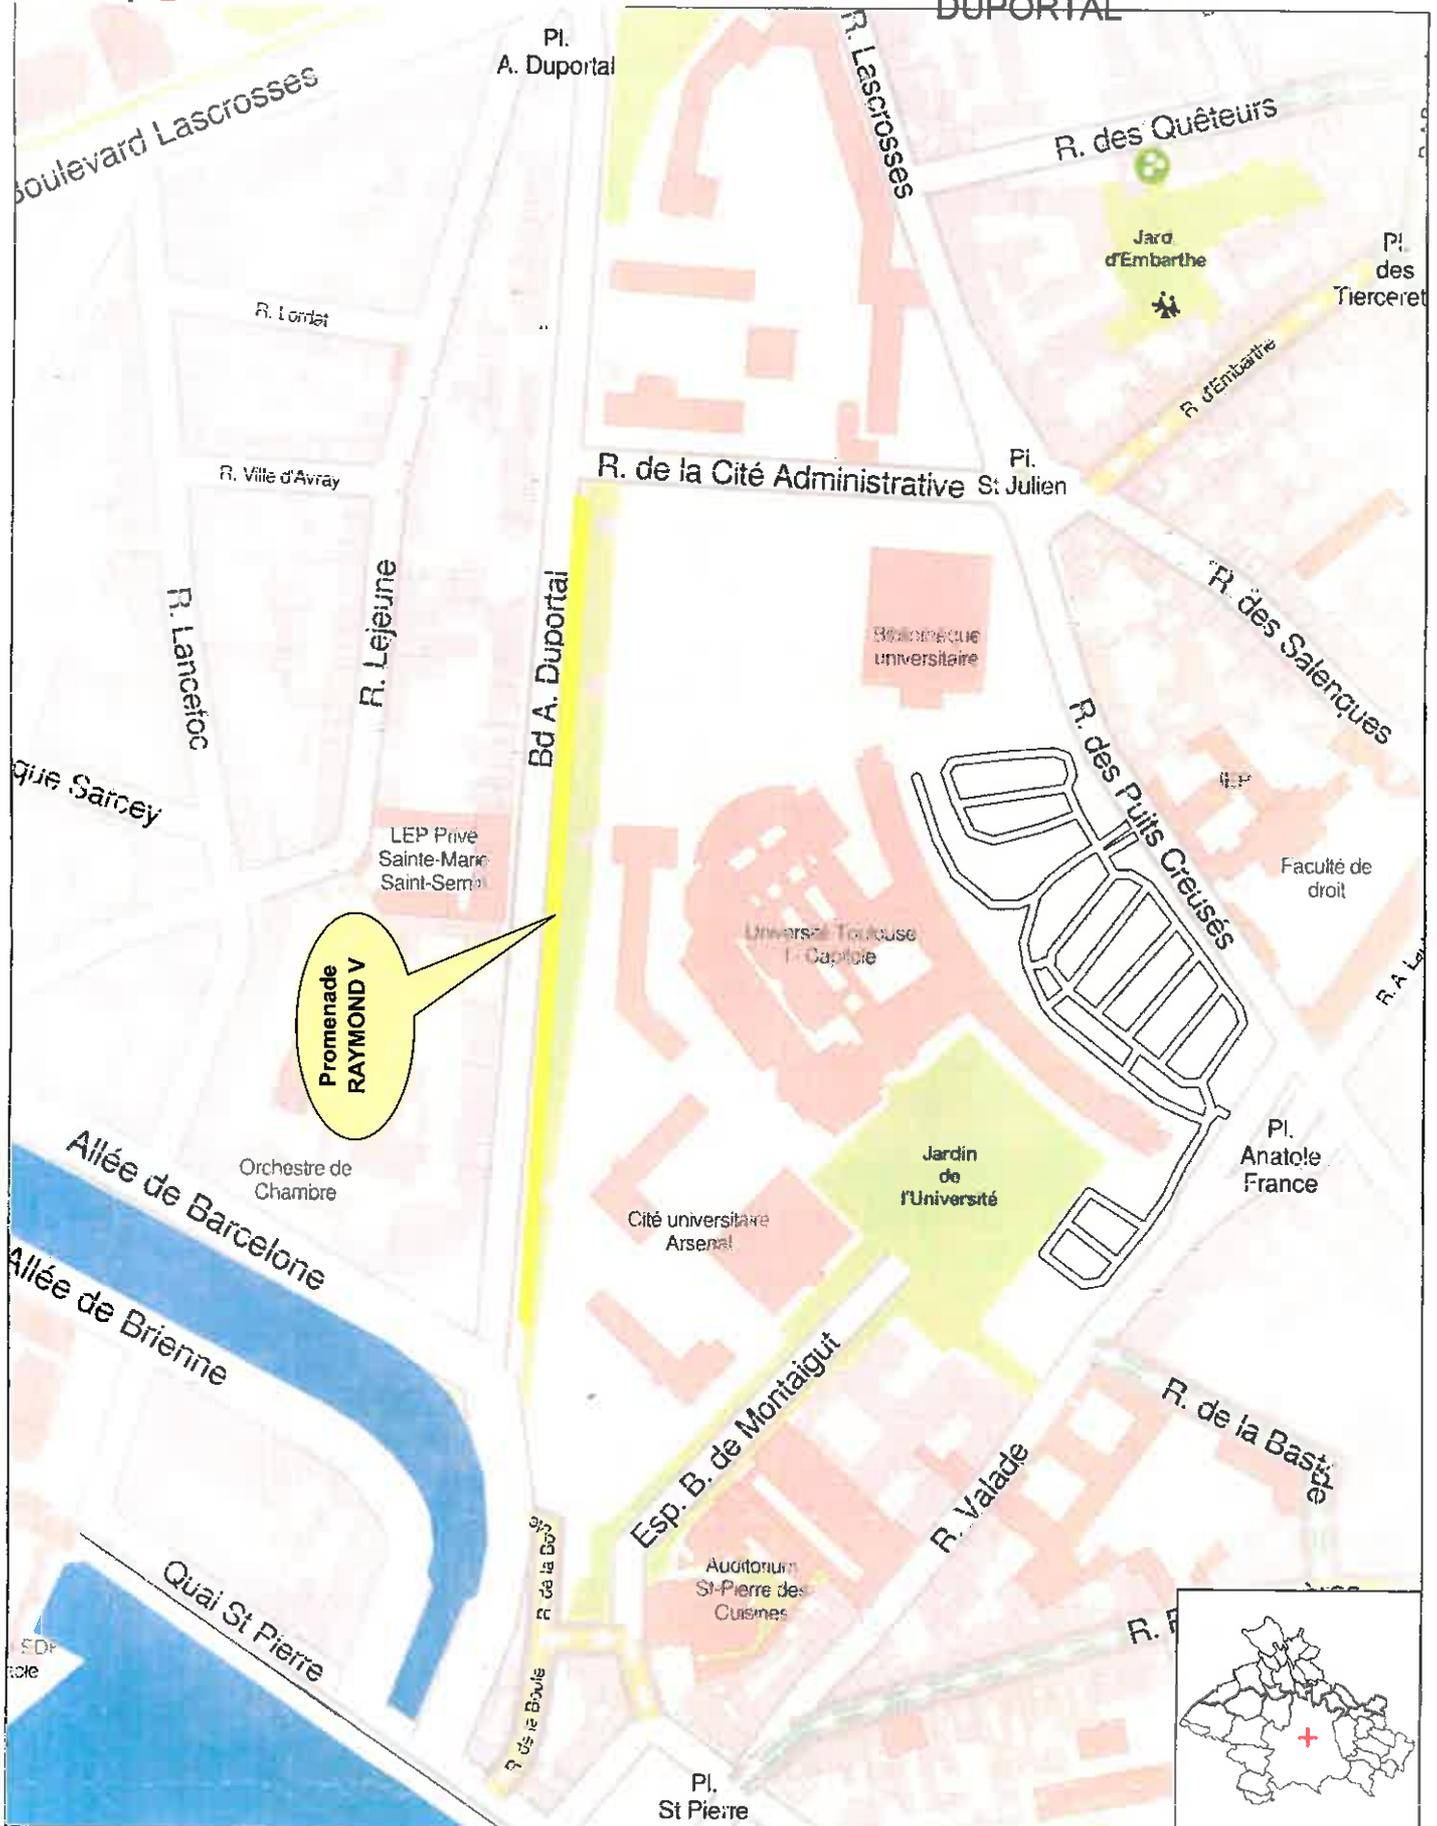 DUPORTAL
Pl.
A. Duportal
R. Lascrosses
Boulevard Lascrosses
R. des Quêteurs
Jard
d'Embarthe
Pl.
des
Tierceret
R. Lordat
R. d'Embarthe
R. Ville d'Avray
R. de la Cité Administrative
Pl.
St Julien
R. Lancefoc
R. Lejeune
Bd A. Duportal
Bibliothèque
universitaire
R. des Salenques
R. des Puits Creusés
que Sarcey
LEP Privé
Sainte-Marie
Saint-Sernin
IEP
Faculté de
droit
Université Toulouse
I - Capitole
Promenade
RAYMOND V
R. A.
Allée de Barcelone
Orchestre de
Chambre
Jardin
de
l'Université
Pl.
Anatole
France
Cité universitaire
Arsenal
Allée de Brienne
Esp. B. de Montaigut
R. Valade
R. de la Bastide
R. de la Boule
Auditorium
St-Pierre des
Cuisines
Quai St Pierre
EDF
R. de la Boule
R.
Pl.
St Pierre